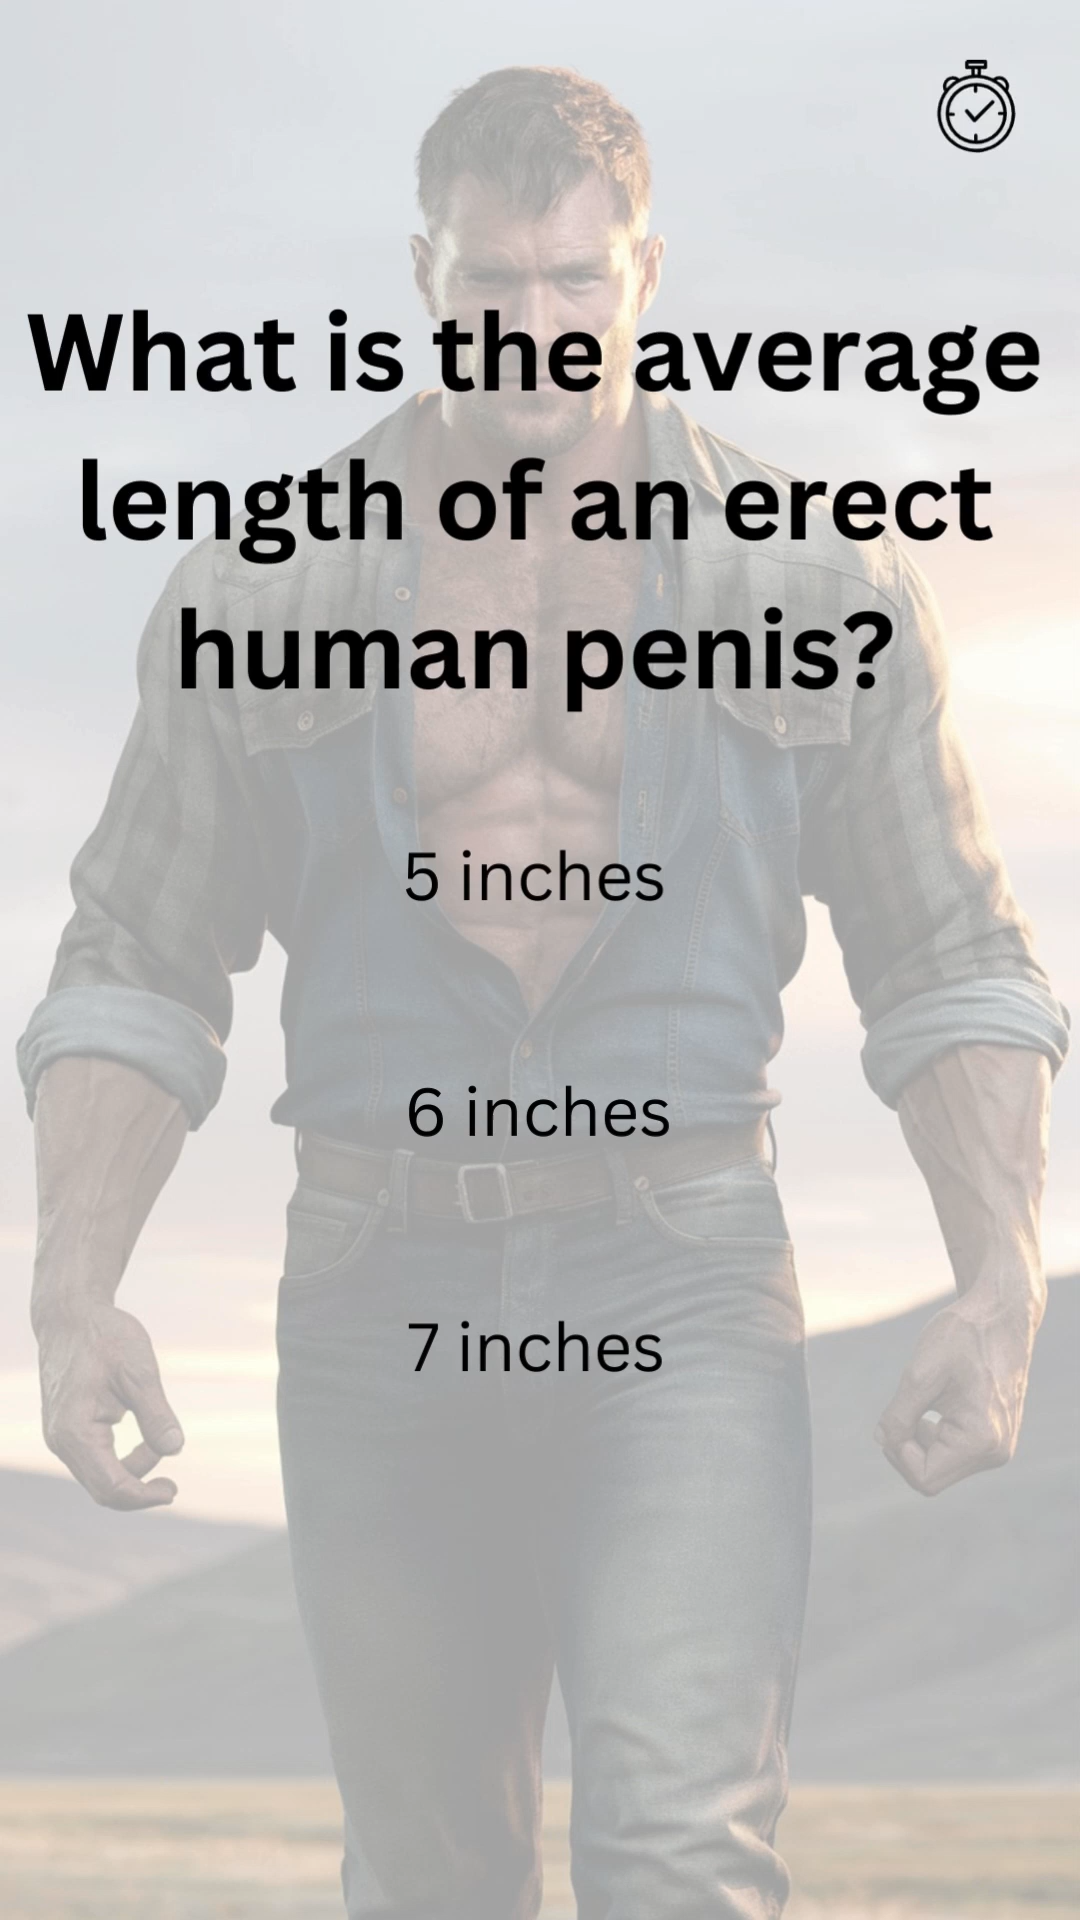 What is the average
length of an erect
human penis?
5 inches
6 inches
7 inches